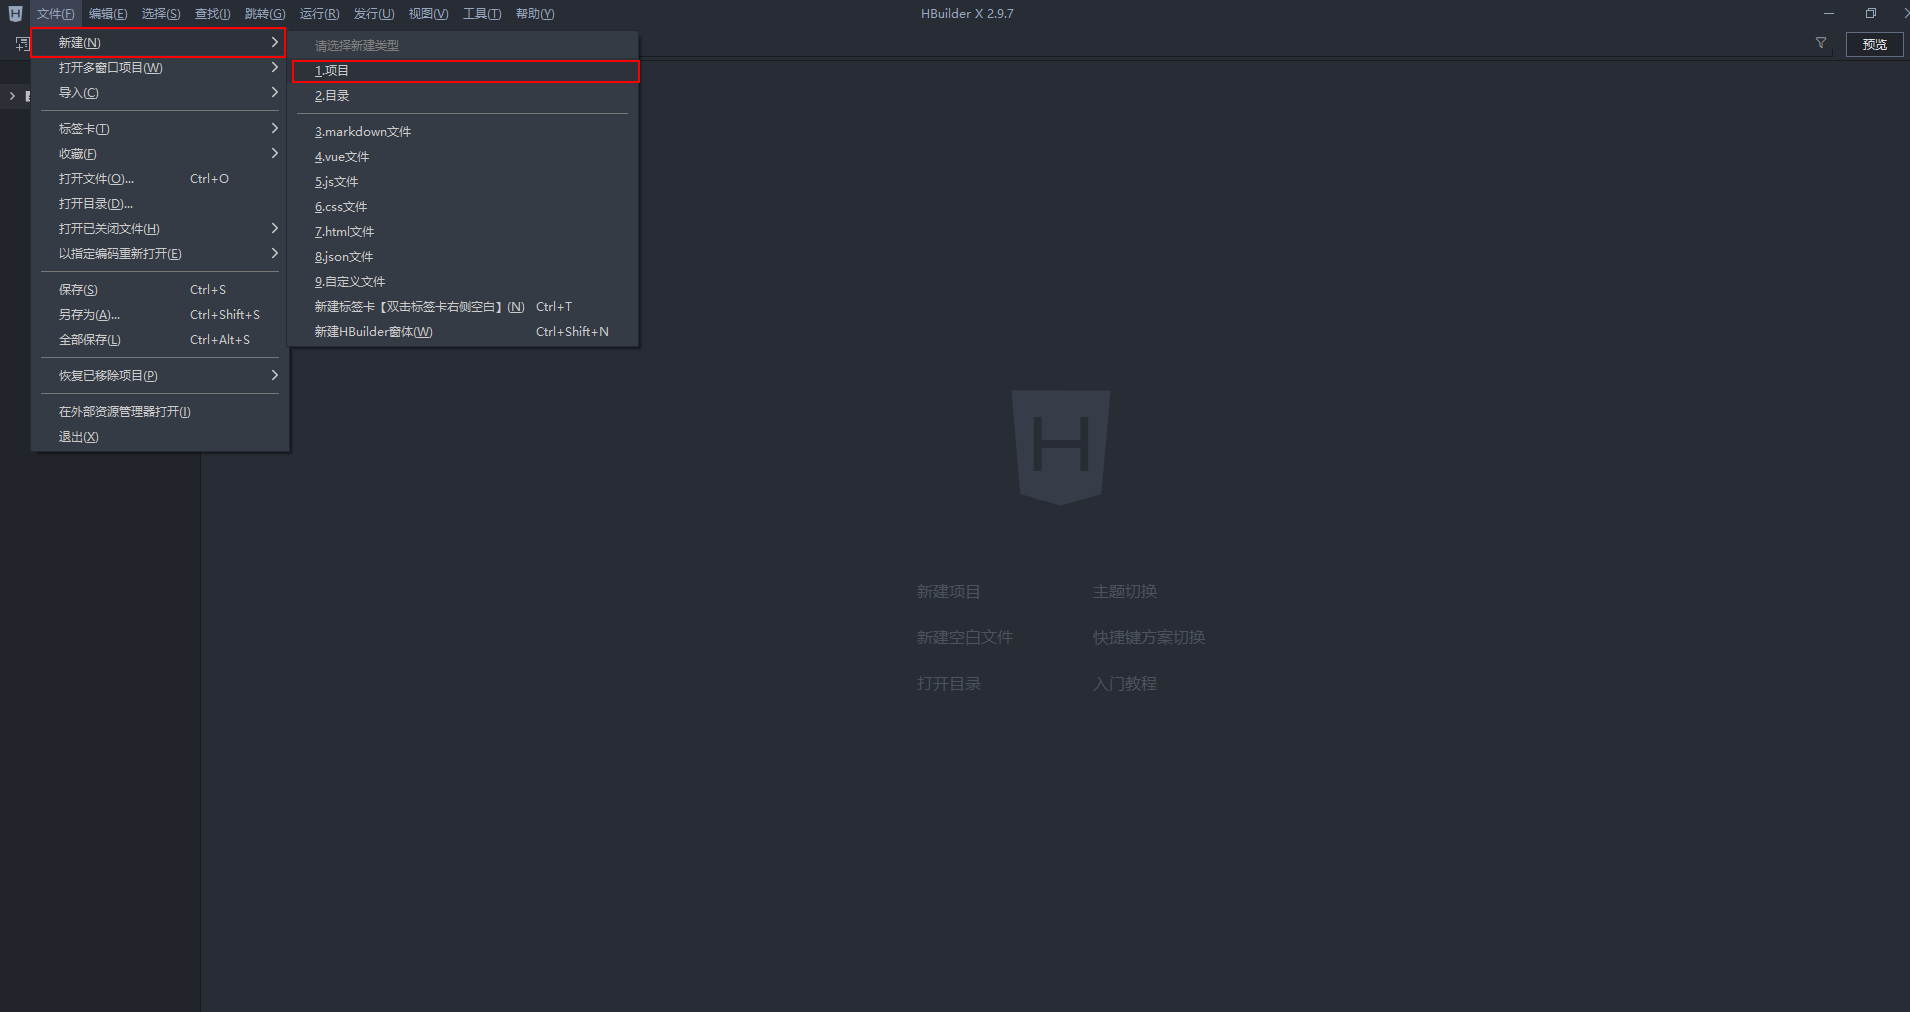 文件(F) 编辑(E) 选择(S) 查找(I) 跳转(G) 运行(R) 发行(U) 视图(V) 工具(T) 帮助(Y) HBuilder X 2.9.7
预览
新建(N)
打开多窗口项目(W)
导入(C)
标签卡(T)
收藏(F)
打开文件(O)... Ctrl+O
打开目录(D)...
打开已关闭文件(H)
以指定编码重新打开(E)
保存(S) Ctrl+S
另存为(A)... Ctrl+Shift+S
全部保存(L) Ctrl+Alt+S
恢复已移除项目(P)
在外部资源管理器打开(I)
退出(X)
请选择新建类型
1.项目
2.目录
3.markdown文件
4.vue文件
5.js文件
6.css文件
7.html文件
8.json文件
9.自定义文件
新建标签卡【双击标签卡右侧空白】(N) Ctrl+T
新建HBuilder窗体(W) Ctrl+Shift+N
H
新建项目 主题切换
新建空白文件 快捷键方案切换
打开目录 入门教程